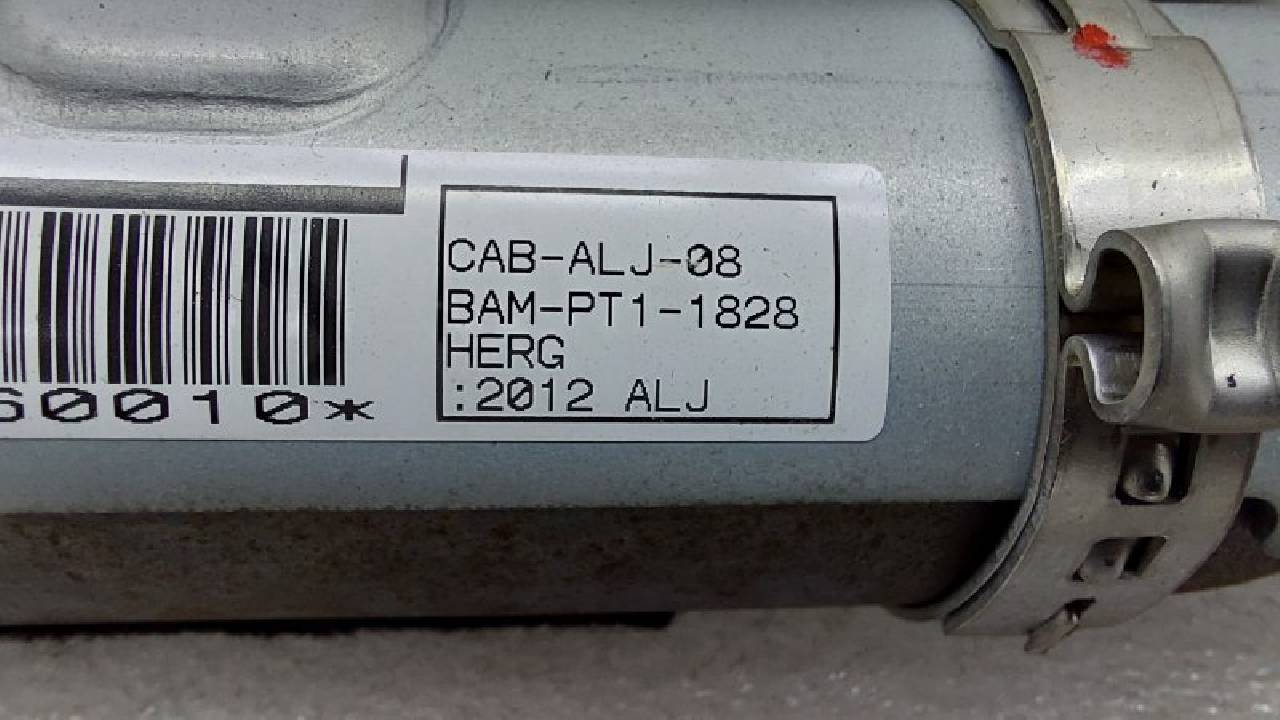 CAB-ALJ-08
BAM-PT1-1828
HERG
:2012 ALJ
60010*